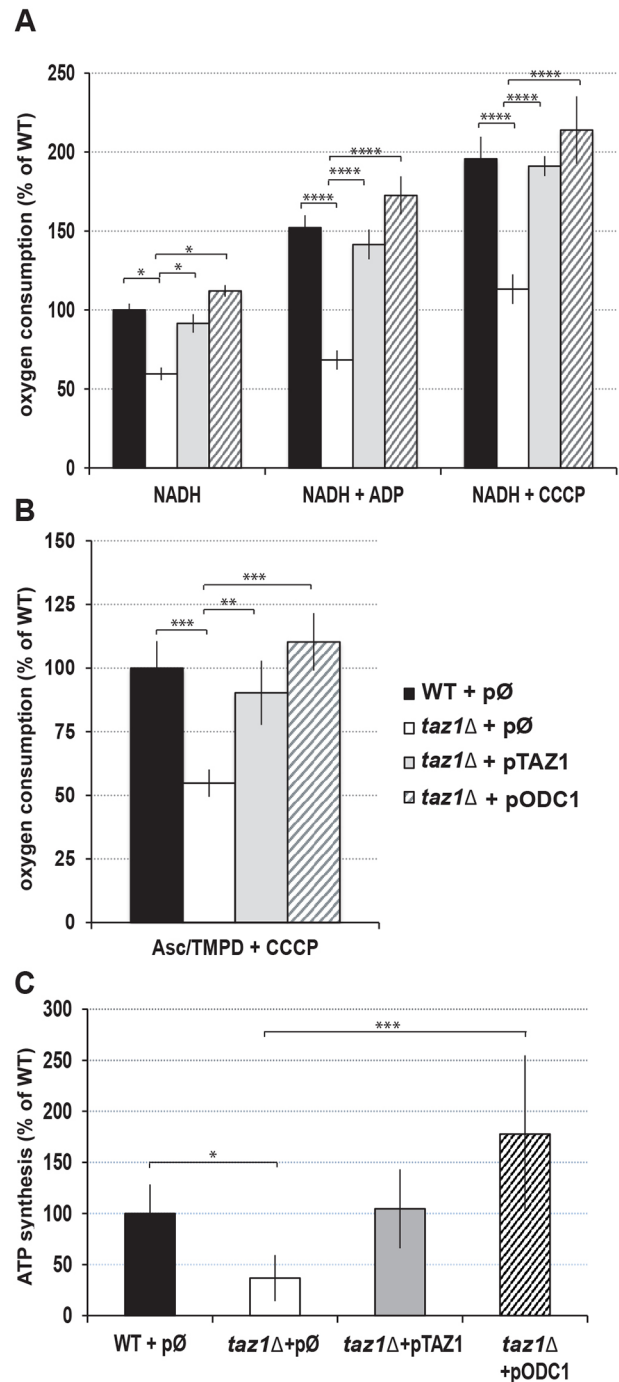 A
oxygen consumption (% of WT)
250
200
150
100
50
0
*
*
*
****
****
****
****
****
****
NADH
NADH + ADP
NADH + CCCP
B
oxygen consumption (% of WT)
150
125
100
75
50
25
0
***
**
***
Asc/TMPD + CCCP
WT + pØ
taz1Δ + pØ
taz1Δ + pTAZ1
taz1Δ + pODC1
C
ATP synthesis (% of WT)
300
250
200
150
100
50
0
***
*
WT + pØ
taz1Δ+pØ
taz1Δ+pTAZ1
taz1Δ
+pODC1